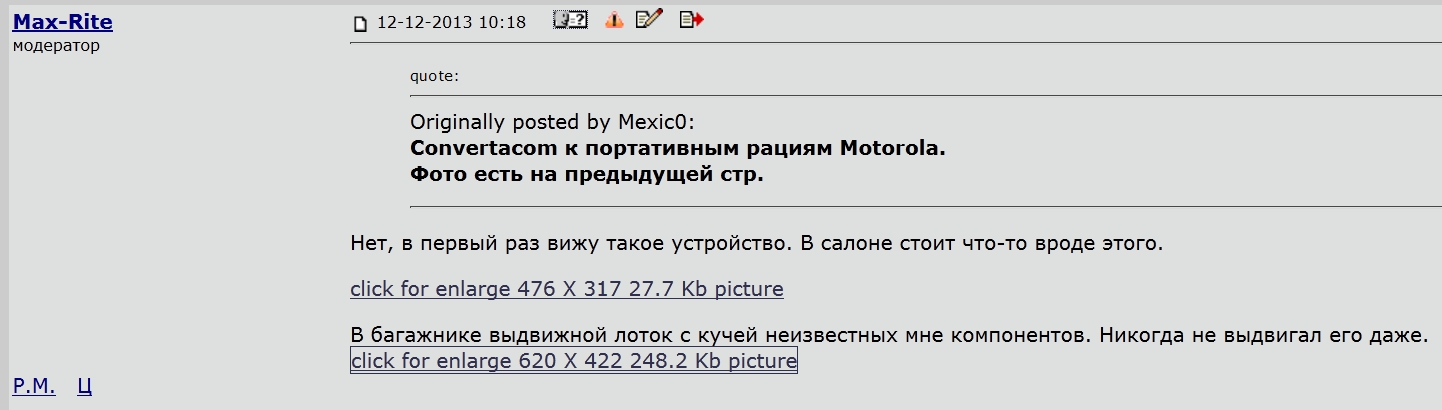 Max-Rite
модератор
12-12-2013 10:18
quote:
Originally posted by Mexic0:
Convertacom к портативным рациям Motorola.
Фото есть на предыдущей стр.
Нет, в первый раз вижу такое устройство. В салоне стоит что-то вроде этого.
click for enlarge 476 X 317 27.7 Kb picture
В багажнике выдвижной лоток с кучей неизвестных мне компонентов. Никогда не выдвигал его даже.
click for enlarge 620 X 422 248.2 Kb picture
P.M. Ц